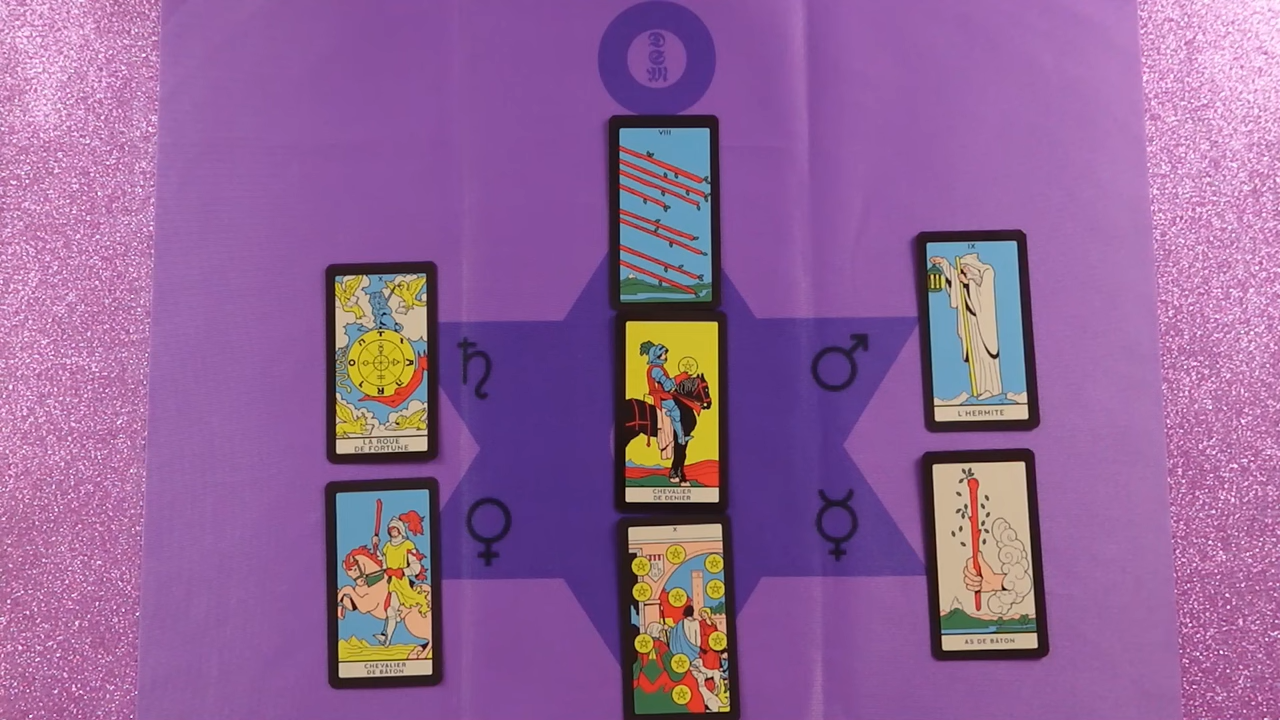 D
S
M
VIII
X
LA ROUE
DE FORTUNE
IX
L'HERMITE
CHEVALIER
DE DENIER
CHEVALIER
DE BÂTON
X
AS DE BÂTON